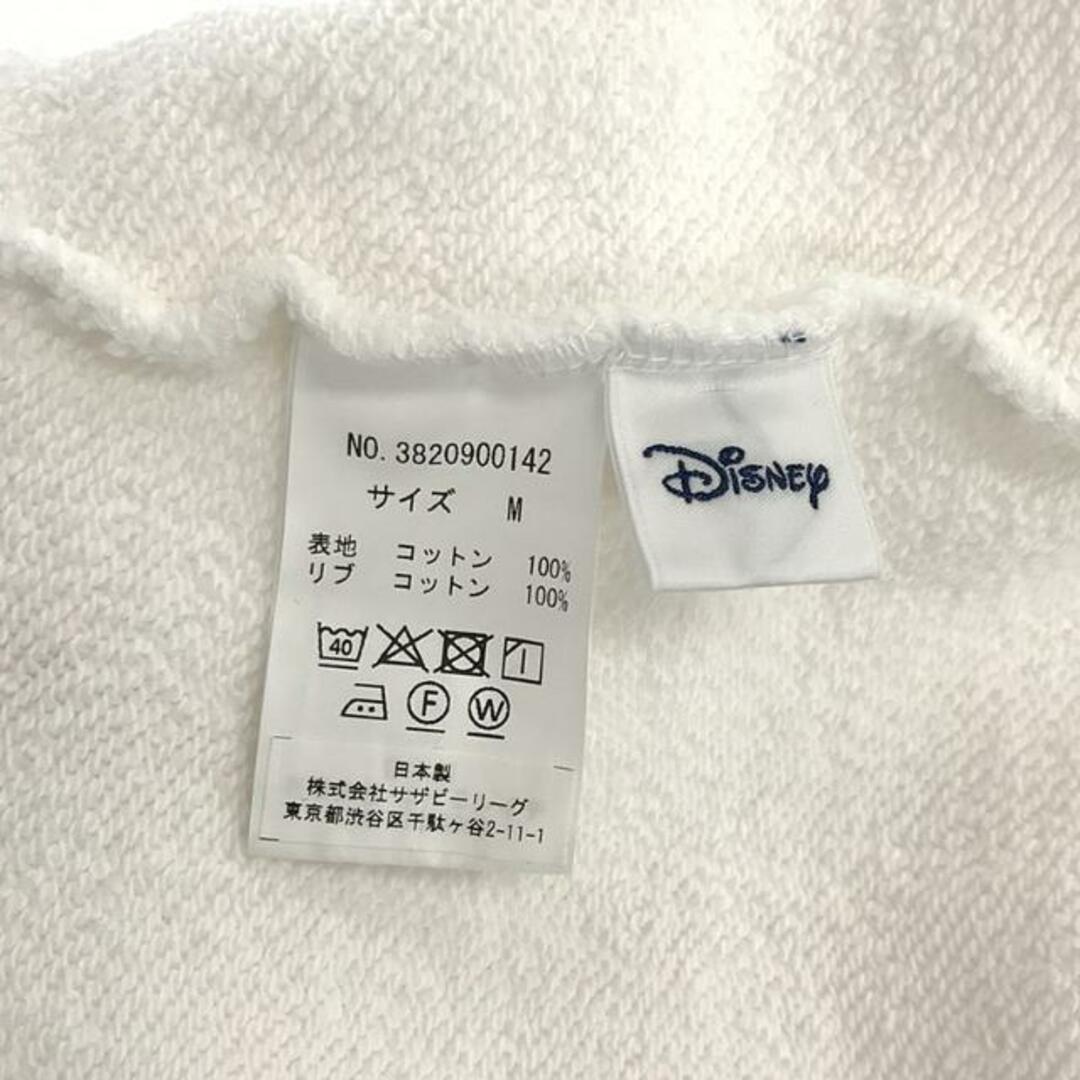 NO. 3820900142
サイズ M
表地 コットン 100%
リブ コットン 100%
40
F W
日本製
株式会社サザビーリーグ
東京都渋谷区千駄ヶ谷2-11-1
Disney